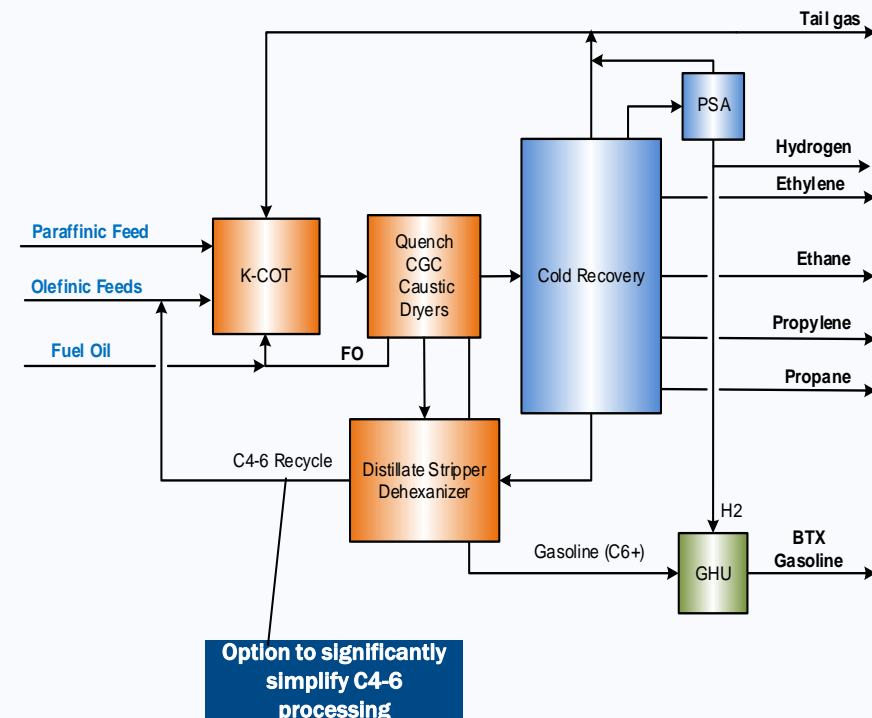 Tail gas
PSA
Hydrogen
Ethylene
Paraffinic Feed
K-COT
Quench
CGC
Caustic
Dryers
Cold Recovery
Ethane
Olefinic Feeds
Propylene
Fuel Oil
FO
Propane
C4-6 Recycle
Distillate Stripper
Dehexanizer
H2
Gasoline (C6+)
GHU
BTX
Gasoline
Option to significantly
simplify C4-6
processing